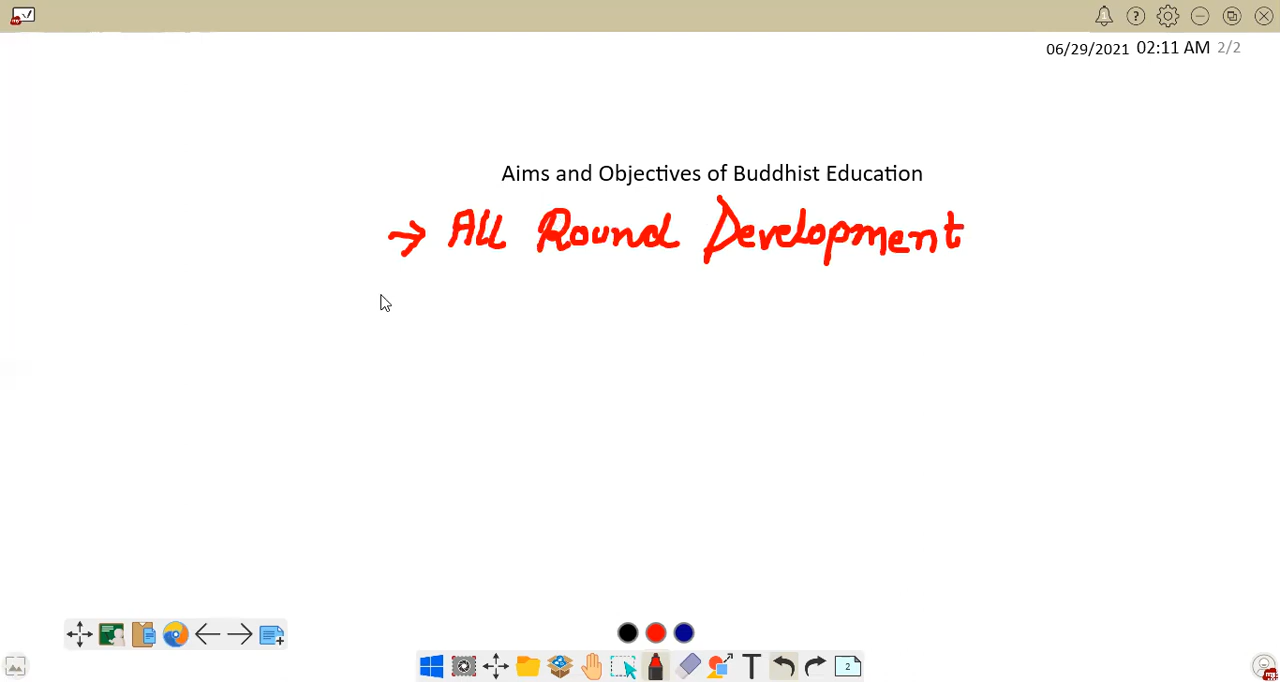 06/29/2021 02:11 AM 2/2
Aims and Objectives of Buddhist Education
→ All Round Development
T
2